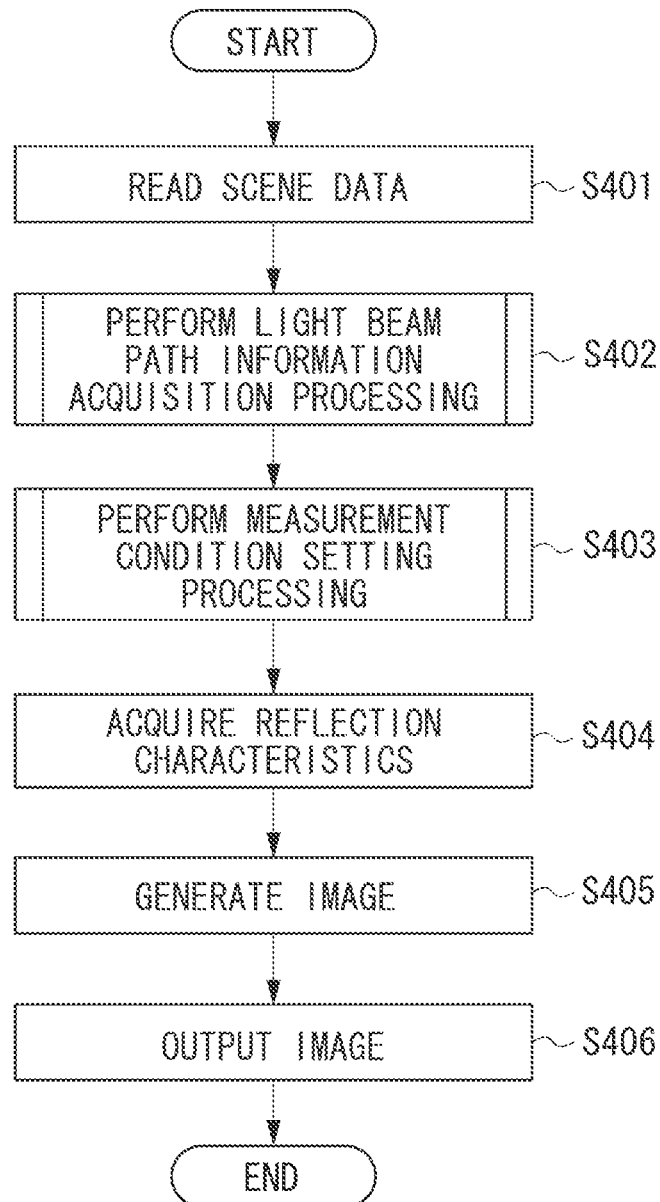 START
READ SCENE DATA
S401
PERFORM LIGHT BEAM
PATH INFORMATION
ACQUISITION PROCESSING
S402
PERFORM MEASUREMENT
CONDITION SETTING
PROCESSING
S403
ACQUIRE REFLECTION
CHARACTERISTICS
S404
GENERATE IMAGE
S405
OUTPUT IMAGE
S406
END